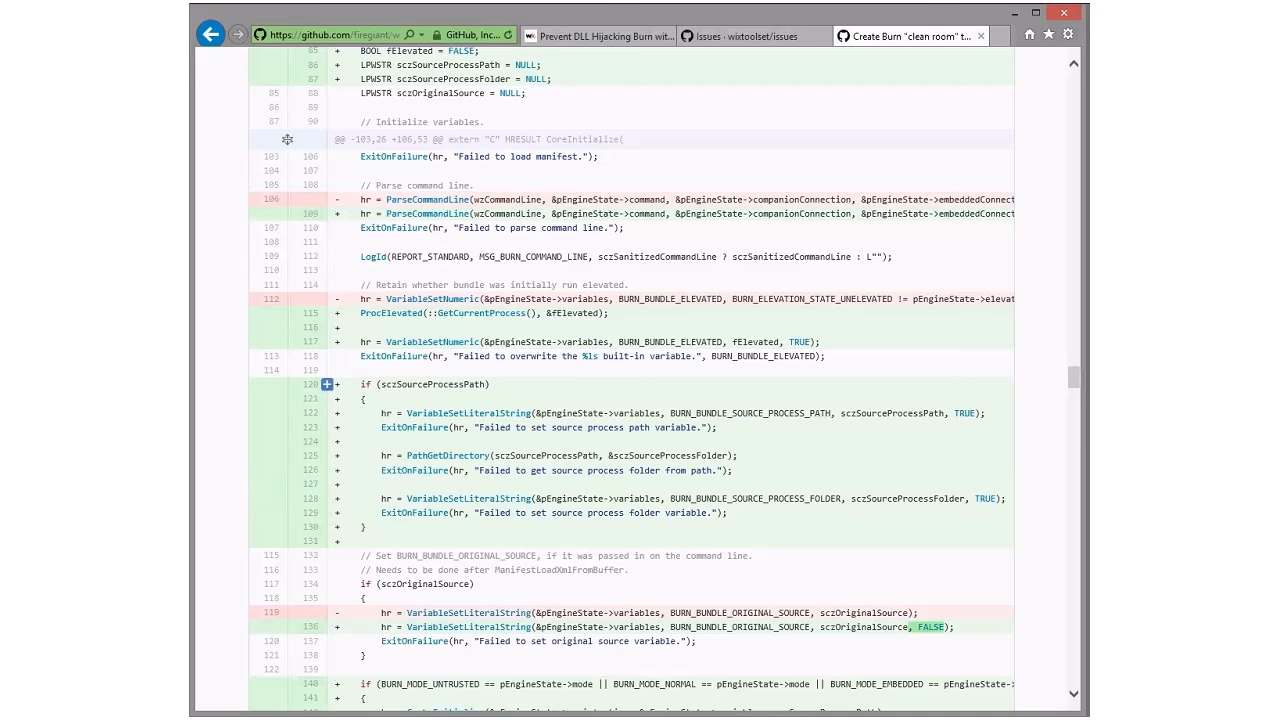 https://github.com/firegiant/w GitHub, Inc... Prevent DLL Hijacking Burn wit... Issues · wixtoolset/issues Create Burn "clean room" t...
85 + BOOL fElevated = FALSE;
86 + LPWSTR sczSourceProcessPath = NULL;
87 + LPWSTR sczSourceProcessFolder = NULL;
85 88 LPWSTR sczOriginalSource = NULL;
86 89
87 90 // Initialize variables.
@@ -103,26 +106,53 @@ extern "C" HRESULT CoreInitialize(
103 106 ExitOnFailure(hr, "Failed to load manifest.");
104 107
105 108 // Parse command line.
106 - hr = ParseCommandLine(wzCommandLine, &pEngineState->command, &pEngineState->companionConnection, &pEngineState->embeddedConnect
109 + hr = ParseCommandLine(wzCommandLine, &pEngineState->command, &pEngineState->companionConnection, &pEngineState->embeddedConnect
107 110 ExitOnFailure(hr, "Failed to parse command line.");
108 111
109 112 LogId(REPORT_STANDARD, MSG_BURN_COMMAND_LINE, sczSanitizedCommandLine ? sczSanitizedCommandLine : L"");
110 113
111 114 // Retain whether bundle was initially run elevated.
112 - hr = VariableSetNumeric(&pEngineState->variables, BURN_BUNDLE_ELEVATED, BURN_ELEVATION_STATE_UNELEVATED != pEngineState->elevat
115 + ProcElevated(::GetCurrentProcess(), &fElevated);
116 +
117 + hr = VariableSetNumeric(&pEngineState->variables, BURN_BUNDLE_ELEVATED, fElevated, TRUE);
113 118 ExitOnFailure(hr, "Failed to overwrite the %ls built-in variable.", BURN_BUNDLE_ELEVATED);
114 119
120 + if (sczSourceProcessPath)
121 + {
122 + hr = VariableSetLiteralString(&pEngineState->variables, BURN_BUNDLE_SOURCE_PROCESS_PATH, sczSourceProcessPath, TRUE);
123 + ExitOnFailure(hr, "Failed to set source process path variable.");
124 +
125 + hr = PathGetDirectory(sczSourceProcessPath, &sczSourceProcessFolder);
126 + ExitOnFailure(hr, "Failed to get source process folder from path.");
127 +
128 + hr = VariableSetLiteralString(&pEngineState->variables, BURN_BUNDLE_SOURCE_PROCESS_FOLDER, sczSourceProcessFolder, TRUE);
129 + ExitOnFailure(hr, "Failed to set source process folder variable.");
130 + }
131 +
115 132 // Set BURN_BUNDLE_ORIGINAL_SOURCE, if it was passed in on the command line.
116 133 // Needs to be done after ManifestLoadXmlFromBuffer.
117 134 if (sczOriginalSource)
118 135 {
119 - hr = VariableSetLiteralString(&pEngineState->variables, BURN_BUNDLE_ORIGINAL_SOURCE, sczOriginalSource);
136 + hr = VariableSetLiteralString(&pEngineState->variables, BURN_BUNDLE_ORIGINAL_SOURCE, sczOriginalSource, FALSE);
120 137 ExitOnFailure(hr, "Failed to set original source variable.");
121 138 }
122 139
140 + if (BURN_MODE_UNTRUSTED == pEngineState->mode || BURN_MODE_NORMAL == pEngineState->mode || BURN_MODE_EMBEDDED == pEngineState->
141 + {